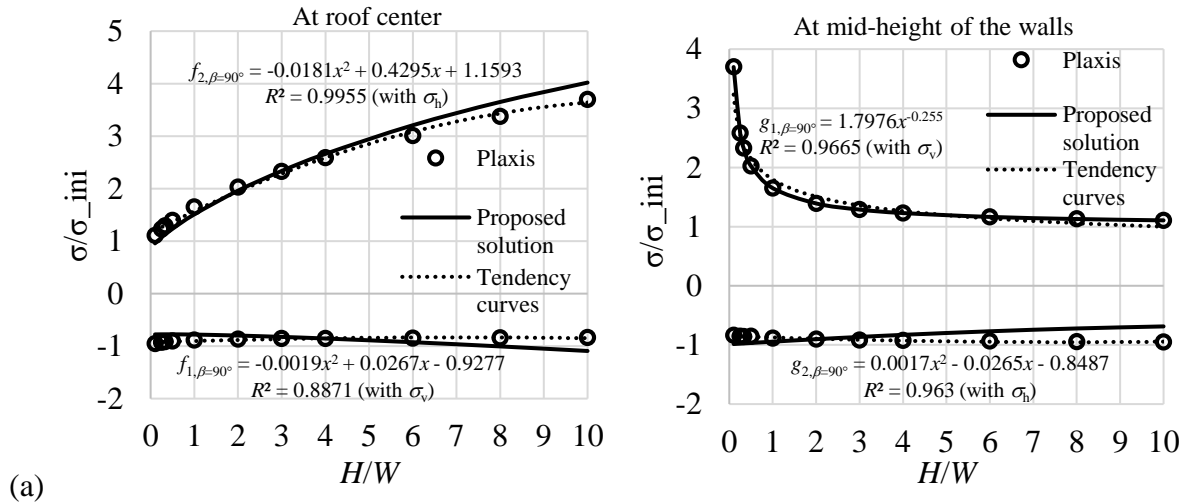 At roof center
5
4
3
2
1
0
-1
-2
σ/σ_ini
f2,β=90° = -0.0181x² + 0.4295x + 1.1593
R² = 0.9955 (with σh)
Plaxis
Proposed
solution
Tendency
curves
f1,β=90° = -0.0019x² + 0.0267x - 0.9277
R² = 0.8871 (with σv)
0 1 2 3 4 5 6 7 8 9 10
H/W
At mid-height of the walls
4
3
2
1
0
-1
-2
σ/σ_ini
Plaxis
g1,β=90° = 1.7976x-0.255
R² = 0.9665 (with σv)
Proposed
solution
Tendency
curves
g2,β=90° = 0.0017x² - 0.0265x - 0.8487
R² = 0.963 (with σh)
0 1 2 3 4 5 6 7 8 9 10
H/W
(a)